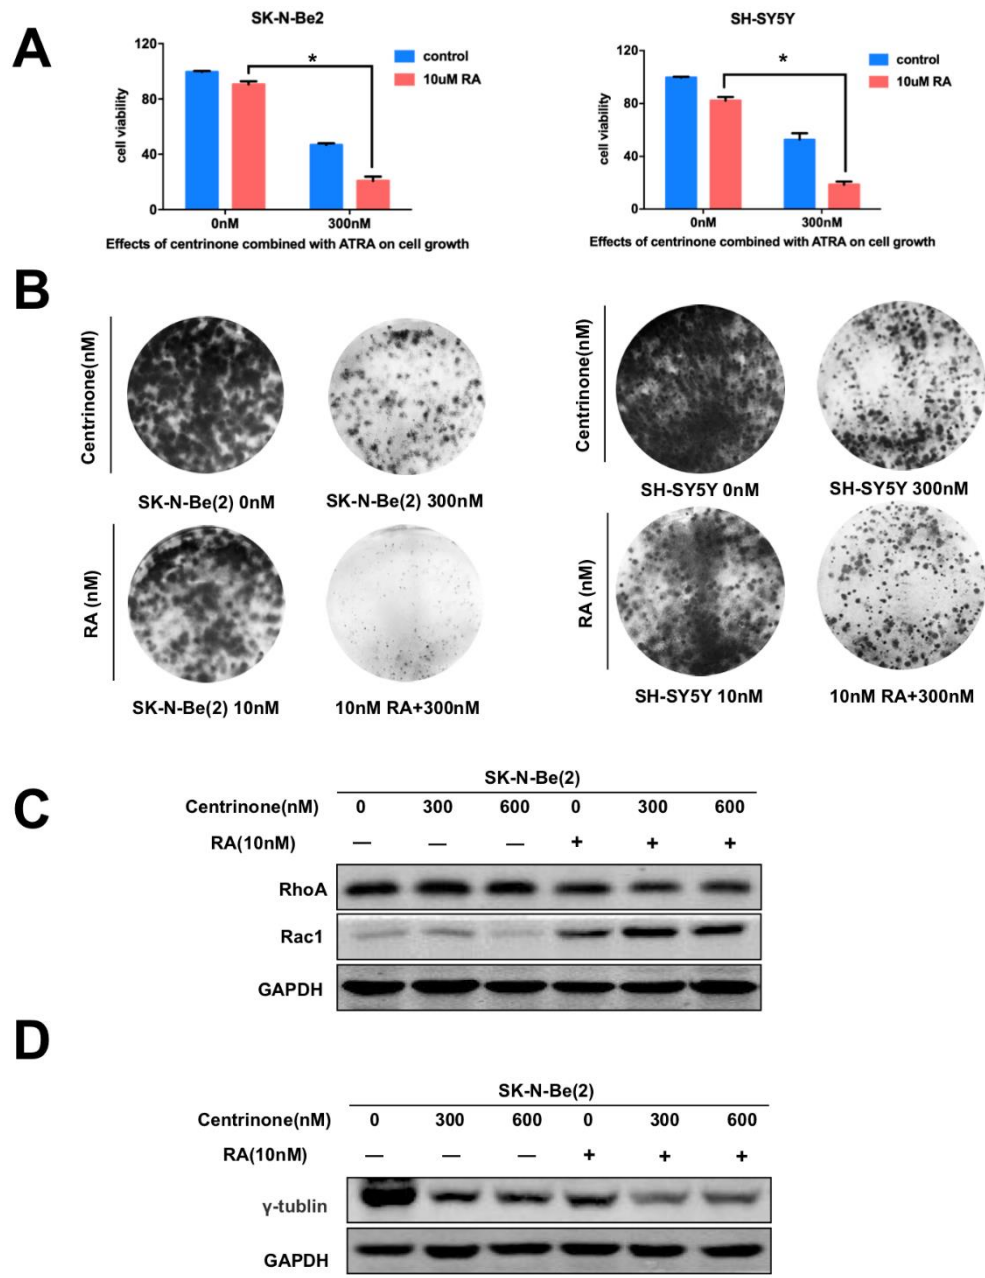 A
SK-N-Be2
120
80
40
0
cell viability
*
control
10uM RA
0nM 300nM
Effects of centrinone combined with ATRA on cell growth
SH-SY5Y
120
80
40
0
cell viability
*
control
10uM RA
0nM 300nM
Effects of centrinone combined with ATRA on cell growth
B
Centrinone(nM)
SK-N-Be(2) 0nM SK-N-Be(2) 300nM
RA (nM)
SK-N-Be(2) 10nM 10nM RA+300nM
Centrinone(nM)
SH-SY5Y 0nM SH-SY5Y 300nM
RA (nM)
SH-SY5Y 10nM 10nM RA+300nM
C
SK-N-Be(2)
Centrinone(nM) 0 300 600 0 300 600
RA(10nM) — — — + + +
RhoA
Rac1
GAPDH
D
SK-N-Be(2)
Centrinone(nM) 0 300 600 0 300 600
RA(10nM) — — — + + +
γ-tublin
GAPDH